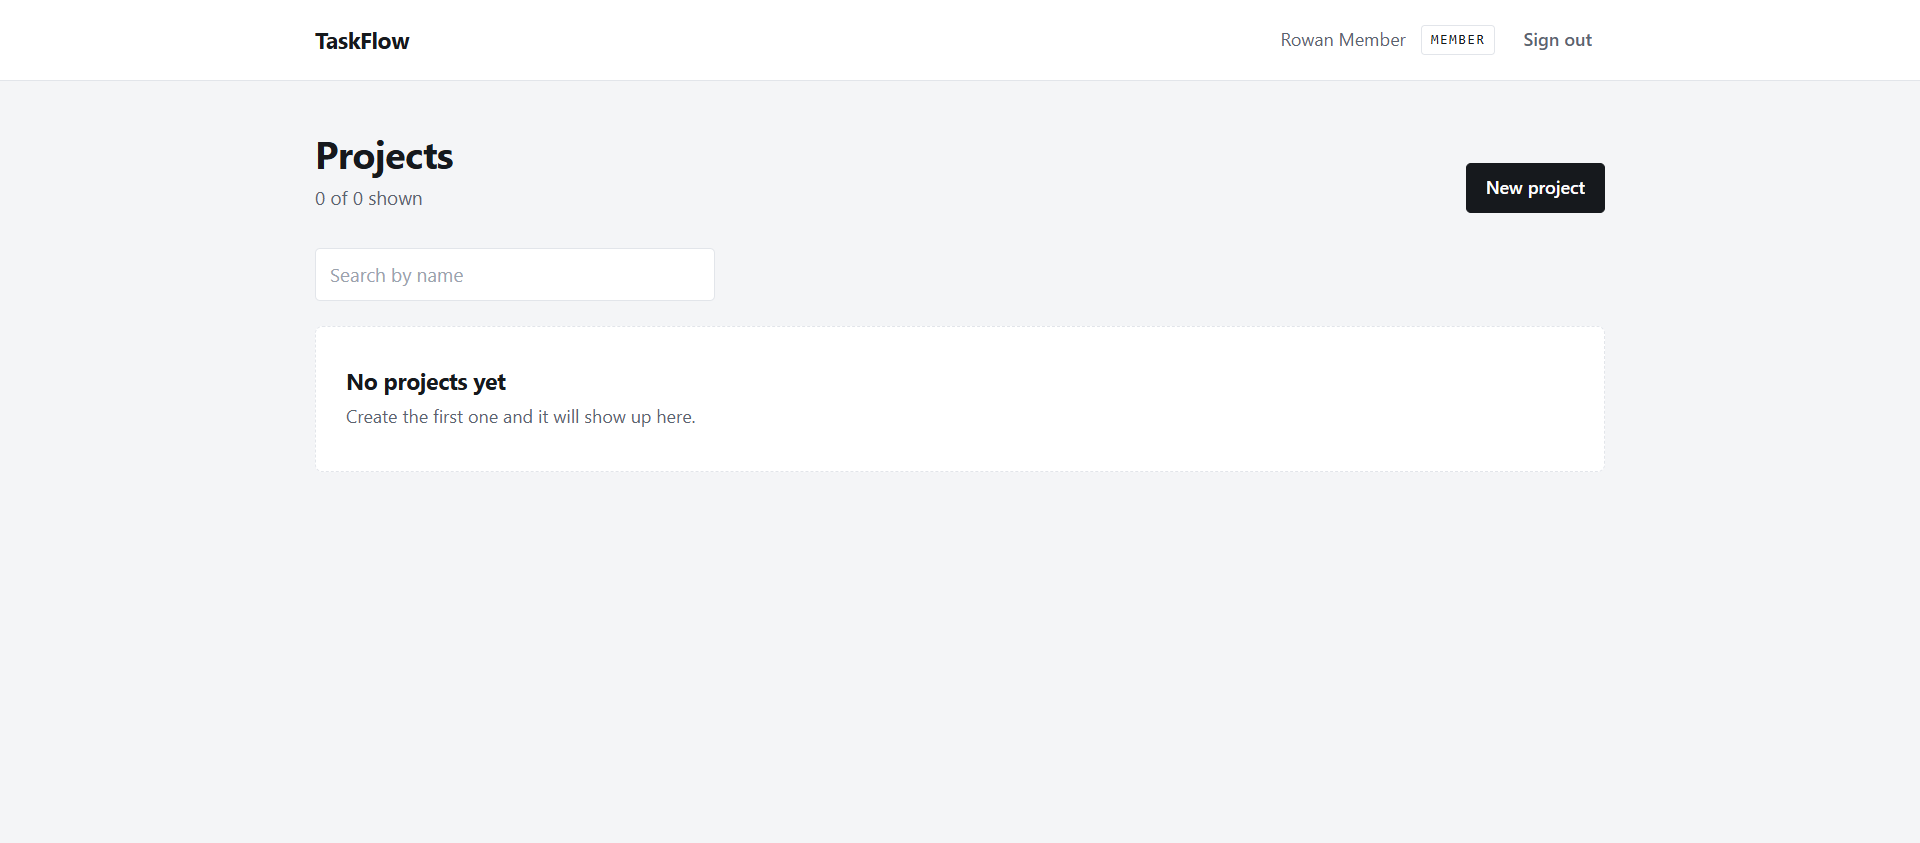 TaskFlow
Rowan Member MEMBER Sign out
Projects
0 of 0 shown
New project
Search by name
No projects yet
Create the first one and it will show up here.